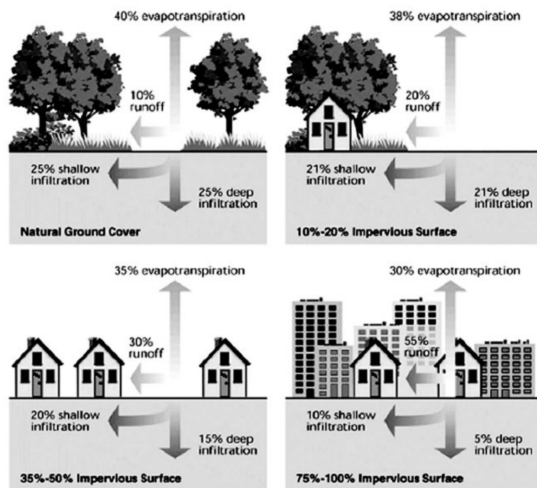 40% evapotranspiration
10%
runoff
25% shallow
infiltration
25% deep
infiltration
Natural Ground Cover
38% evapotranspiration
20%
runoff
21% shallow
infiltration
21% deep
infiltration
10%-20% Impervious Surface
35% evapotranspiration
30%
runoff
20% shallow
infiltration
15% deep
infiltration
35%-50% Impervious Surface
30% evapotranspiration
55%
runoff
10% shallow
infiltration
5% deep
infiltration
75%-100% Impervious Surface